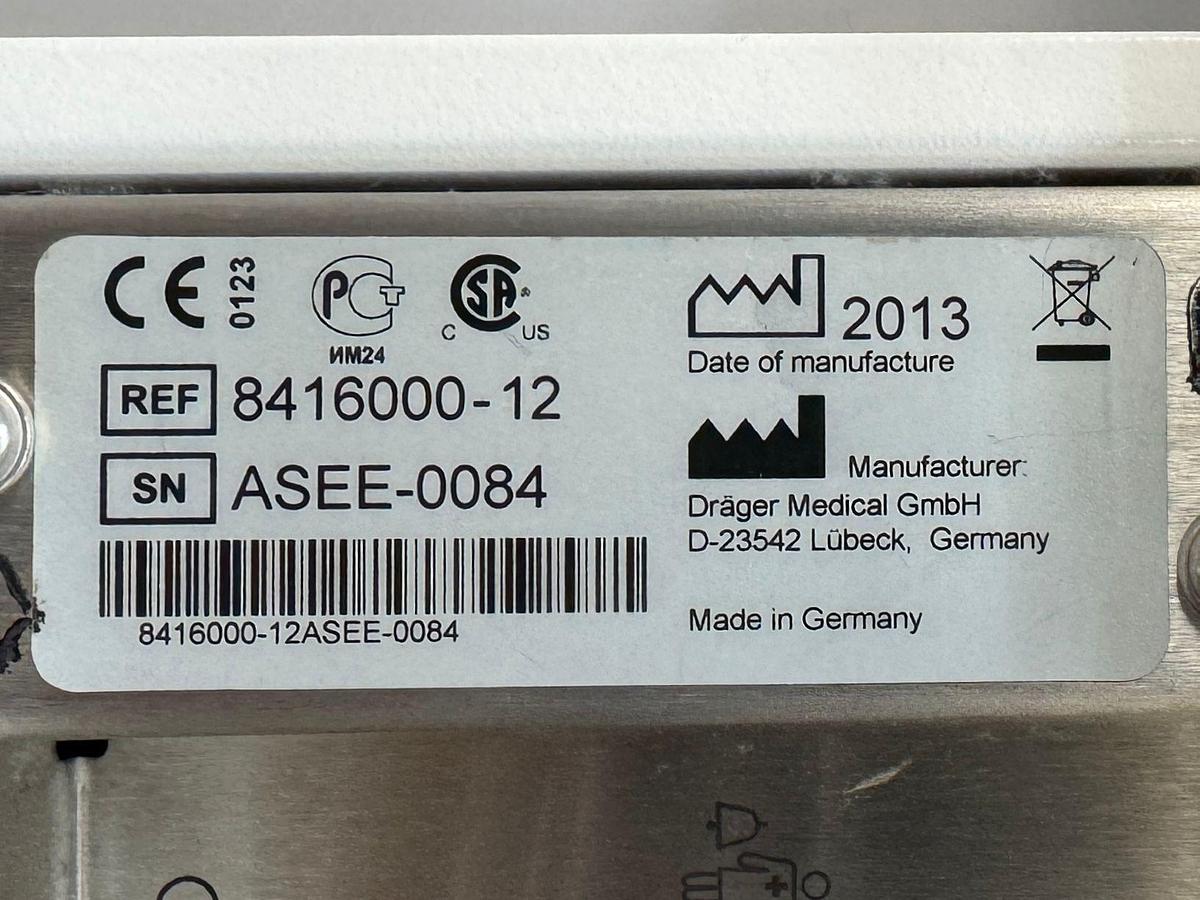 CE 0123
PCT
ИМ24
C SA US
REF 8416000-12
SN ASEE-0084
8416000-12ASEE-0084
2013
Date of manufacture
Manufacturer:
Dräger Medical GmbH
D-23542 Lübeck, Germany
Made in Germany